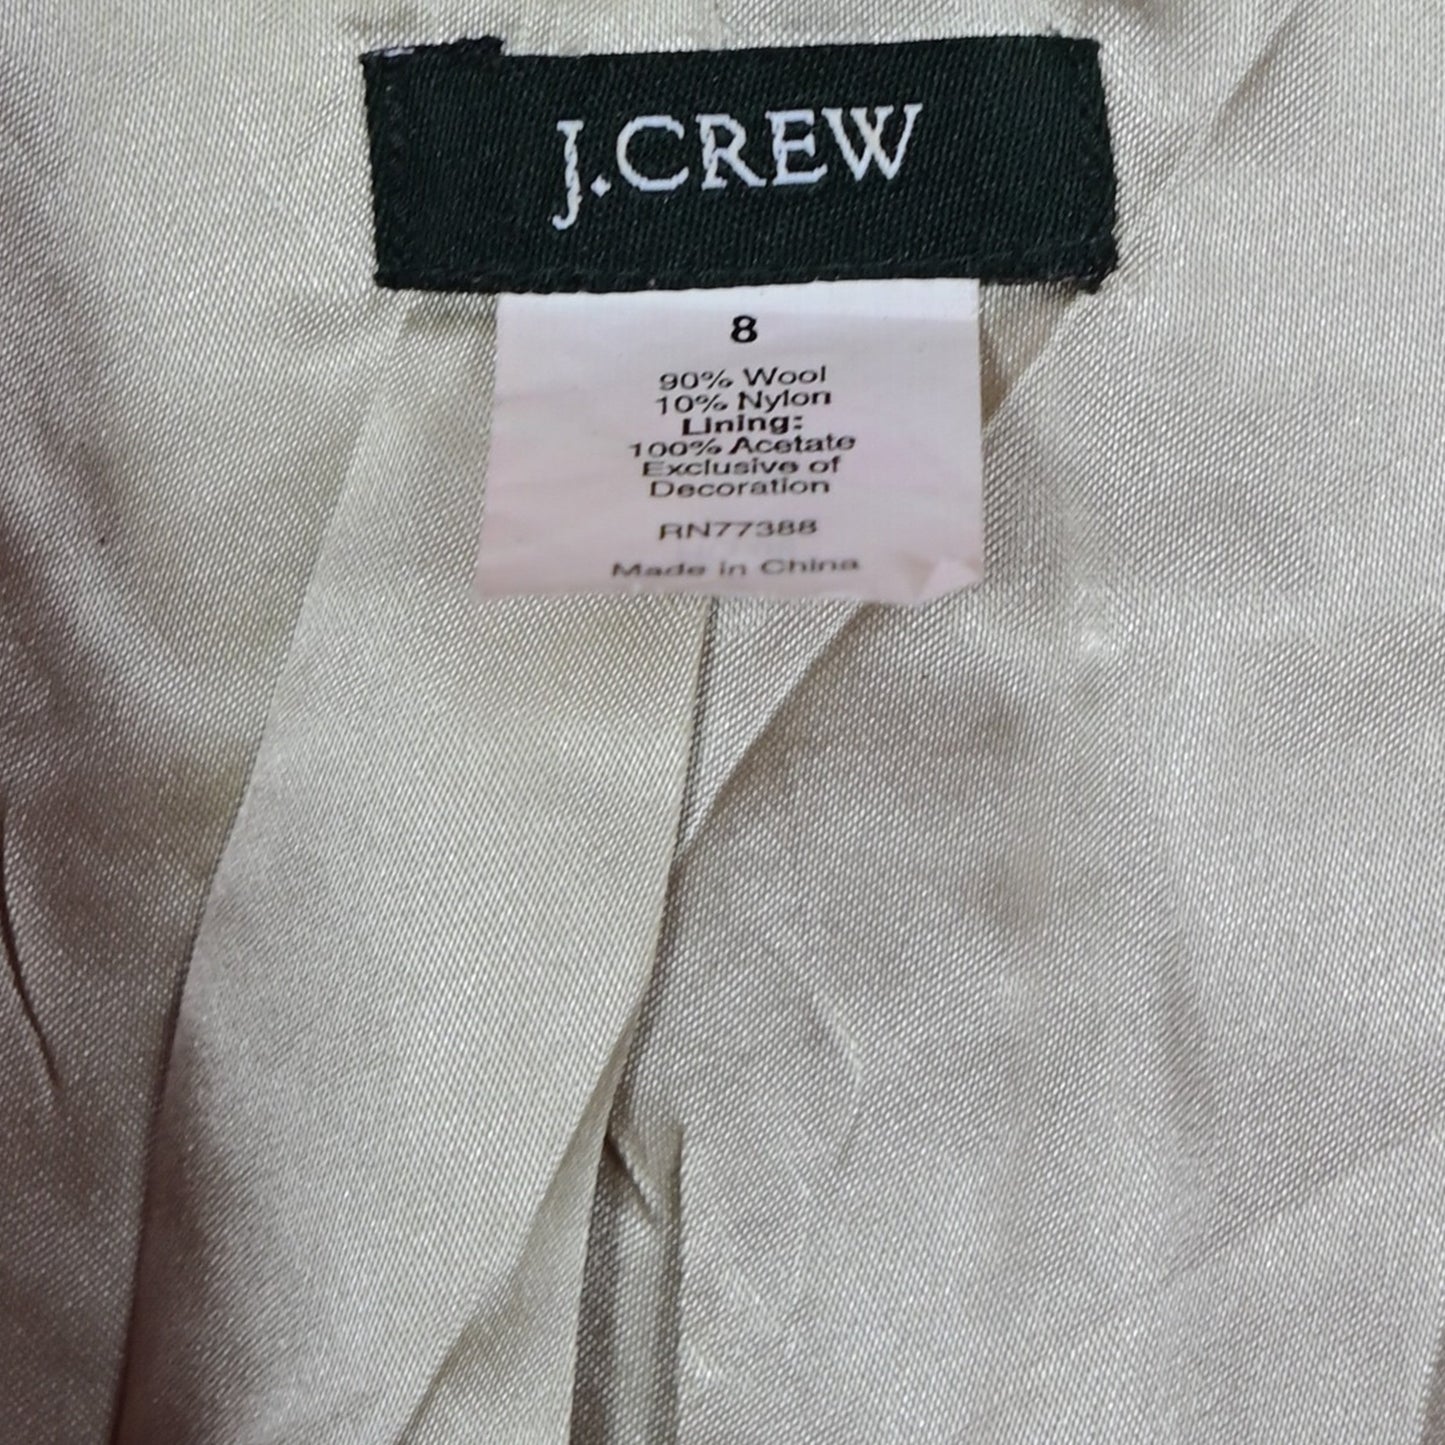 J.CREW
8
90% Wool
10% Nylon
Lining:
100% Acetate
Exclusive of
Decoration
RN77388
Made in China